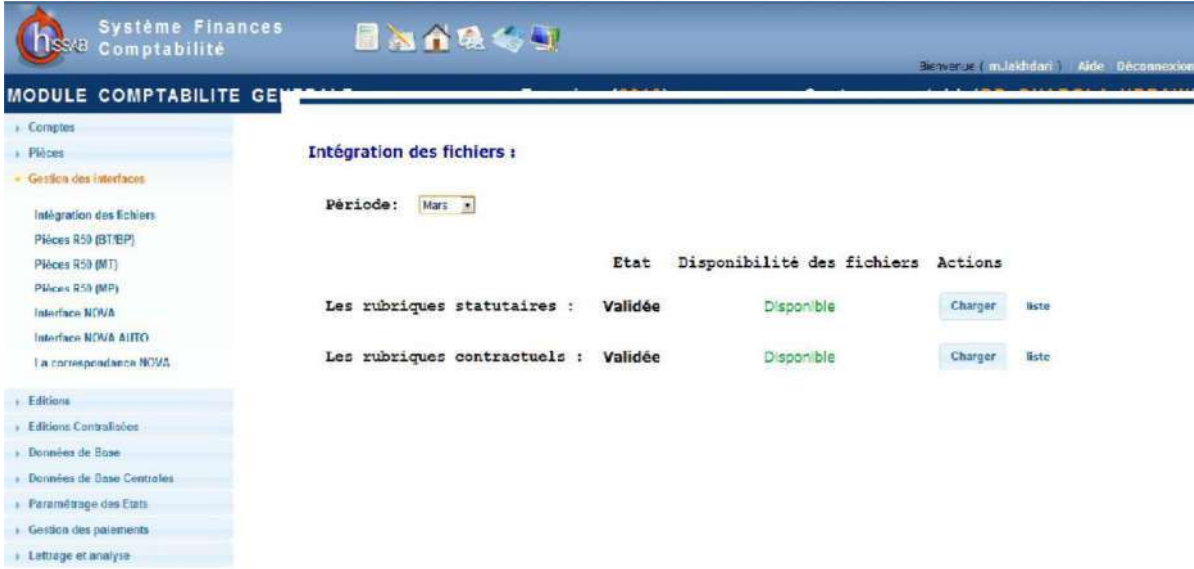 hssab
Système Finances
Comptabilité
Bienvenue ( m.lakhdari ) Aide Déconnexion
MODULE COMPTABILITE
Comptes
Pièces
Gestion des interfaces
Intégration des fichiers
Pièces R50 (BT/BP)
Pièces R50 (MT)
Pièces R50 (MP)
Interface NOVA
Interface NOVA AUTO
La correspondance NOVA
Editions
Editions Centralisées
Données de Base
Données de Base Centrales
Paramétrage des Etats
Gestion des paiements
Lettrage et analyse
Intégration des fichiers :
Période: Mars
Etat Disponibilité des fichiers Actions
Les rubriques statutaires : Validée Disponible Charger liste
Les rubriques contractuels : Validée Disponible Charger liste